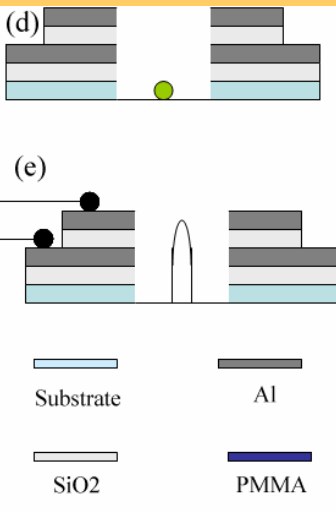 (d)
(e)
Substrate Al
SiO2 PMMA